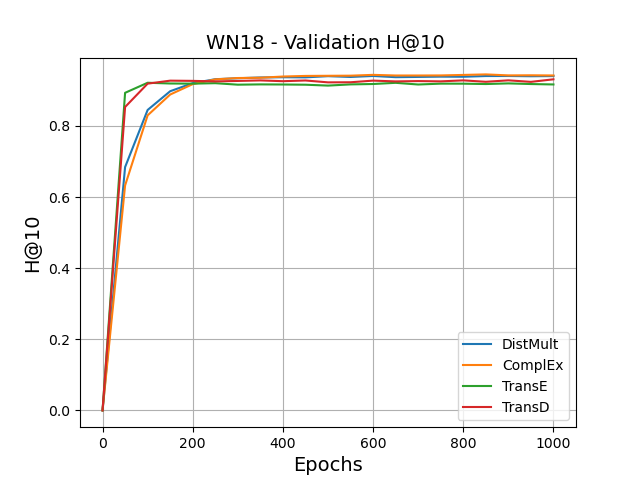 WN18 - Validation H@10
H@10
0.8
0.6
0.4
0.2
0.0
0 200 400 600 800 1000
Epochs
DistMult
ComplEx
TransE
TransD